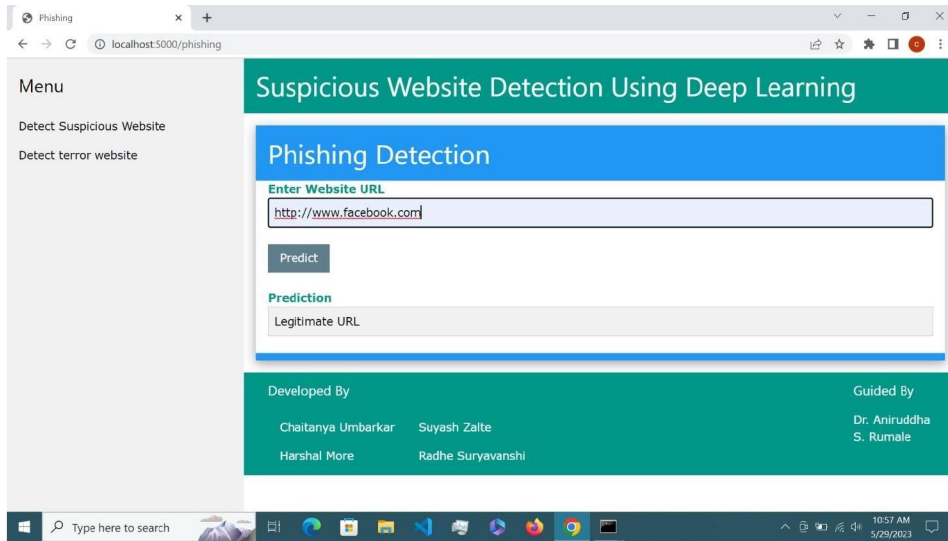 Phishing
localhost:5000/phishing
C
Menu
Detect Suspicious Website
Detect terror website
Suspicious Website Detection Using Deep Learning
Phishing Detection
Enter Website URL
http://www.facebook.com
Predict
Prediction
Legitimate URL
Developed By
Chaitanya Umbarkar Suyash Zalte
Harshal More Radhe Suryavanshi
Guided By
Dr. Aniruddha
S. Rumale
Type here to search
10:57 AM
5/29/2023